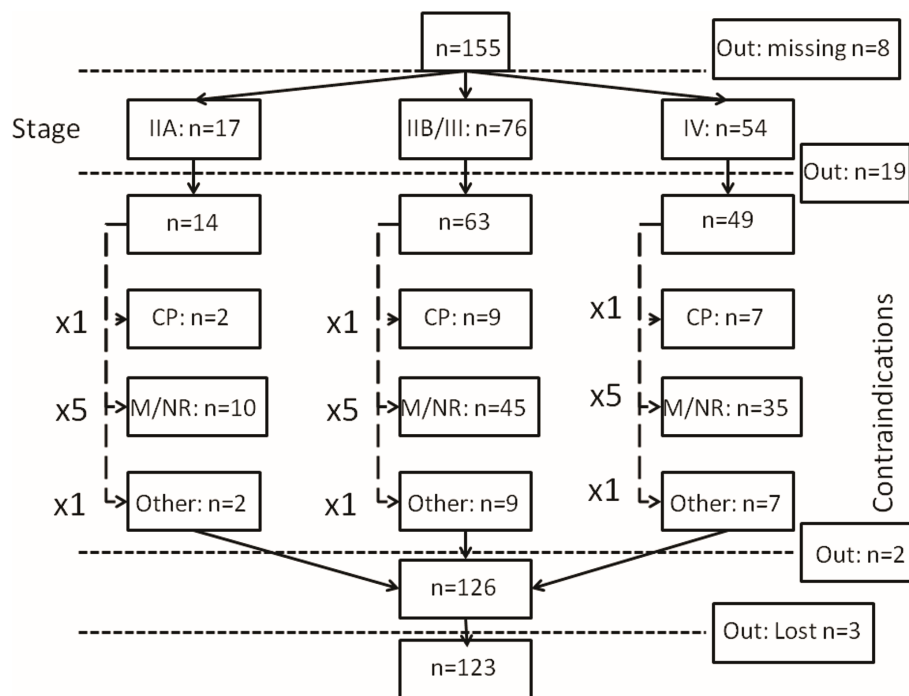 n=155
Out: missing n=8
Stage
IIA: n=17
IIB/III: n=76
IV: n=54
Out: n=19
n=14
n=63
n=49
x1
CP: n=2
x1
CP: n=9
x1
CP: n=7
x5
M/NR: n=10
x5
M/NR: n=45
x5
M/NR: n=35
x1
Other: n=2
x1
Other: n=9
x1
Other: n=7
Contraindications
Out: n=2
n=126
Out: Lost n=3
n=123